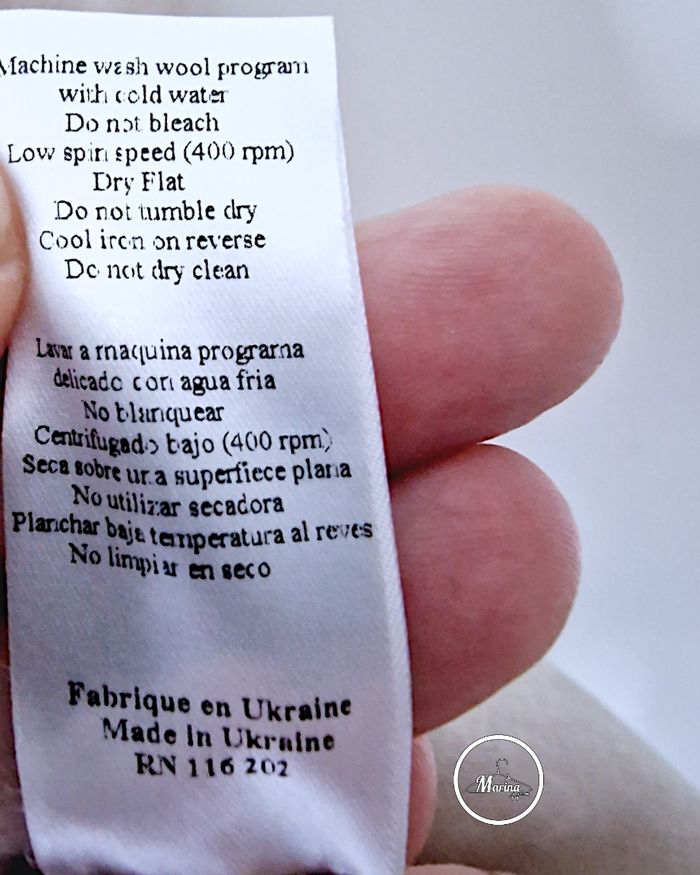 Machine wash wool program
with cold water
Do not bleach
Low spin speed (400 rpm)
Dry Flat
Do not tumble dry
Cool iron on reverse
Do not dry clean
Lavar a maquina programa
delicado con agua fria
No blanquear
Centrifugado bajo (400 rpm)
Seca sobre una superfiece plana
No utilizar secadora
Planchar baja temperatura al reves
No limpiar en seco
Fabrique en Ukraine
Made in Ukraine
RN 116 202
Marina